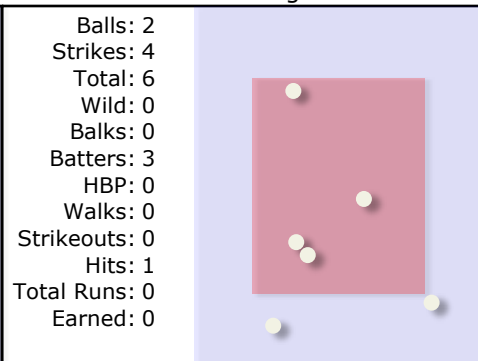 Balls: 2
Strikes: 4
Total: 6
Wild: 0
Balks: 0
Batters: 3
HBP: 0
Walks: 0
Strikeouts: 0
Hits: 1
Total Runs: 0
Earned: 0